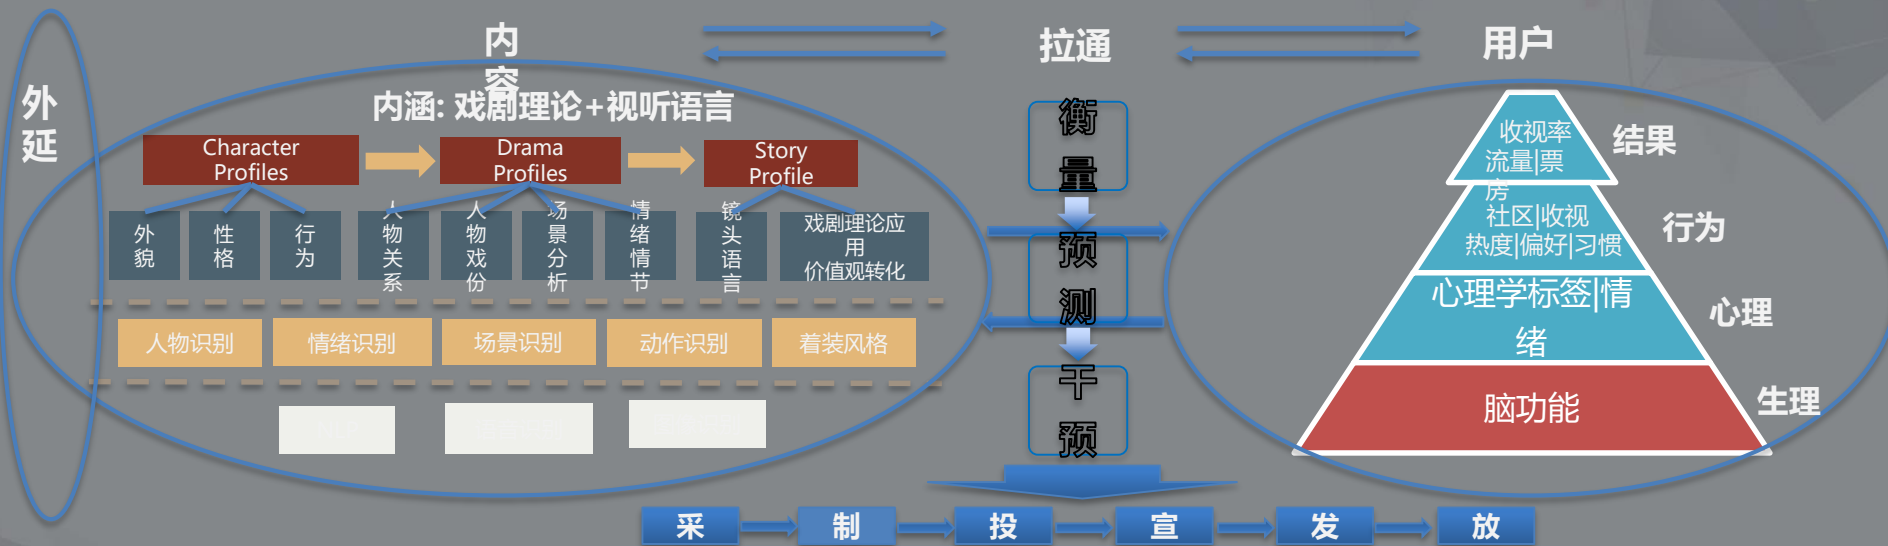 内
容
拉通
用户
外
延
内涵: 戏剧理论+视听语言
Character
Profiles
Drama
Profiles
Story
Profile
外
貌
性
格
行
为
人
物
关
系
人
物
戏
份
场
景
分
析
情
绪
情
节
镜
头
语
言
戏剧理论应
用
价值观转化
人物识别
情绪识别
场景识别
动作识别
着装风格
NLP
衡
量
预
测
干
预
收视率
流量|票
房
结果
社区|收视
热度|偏好|习惯
行为
心理学标签|情
绪
心理
脑功能
生理
采
制
投
宣
发
放